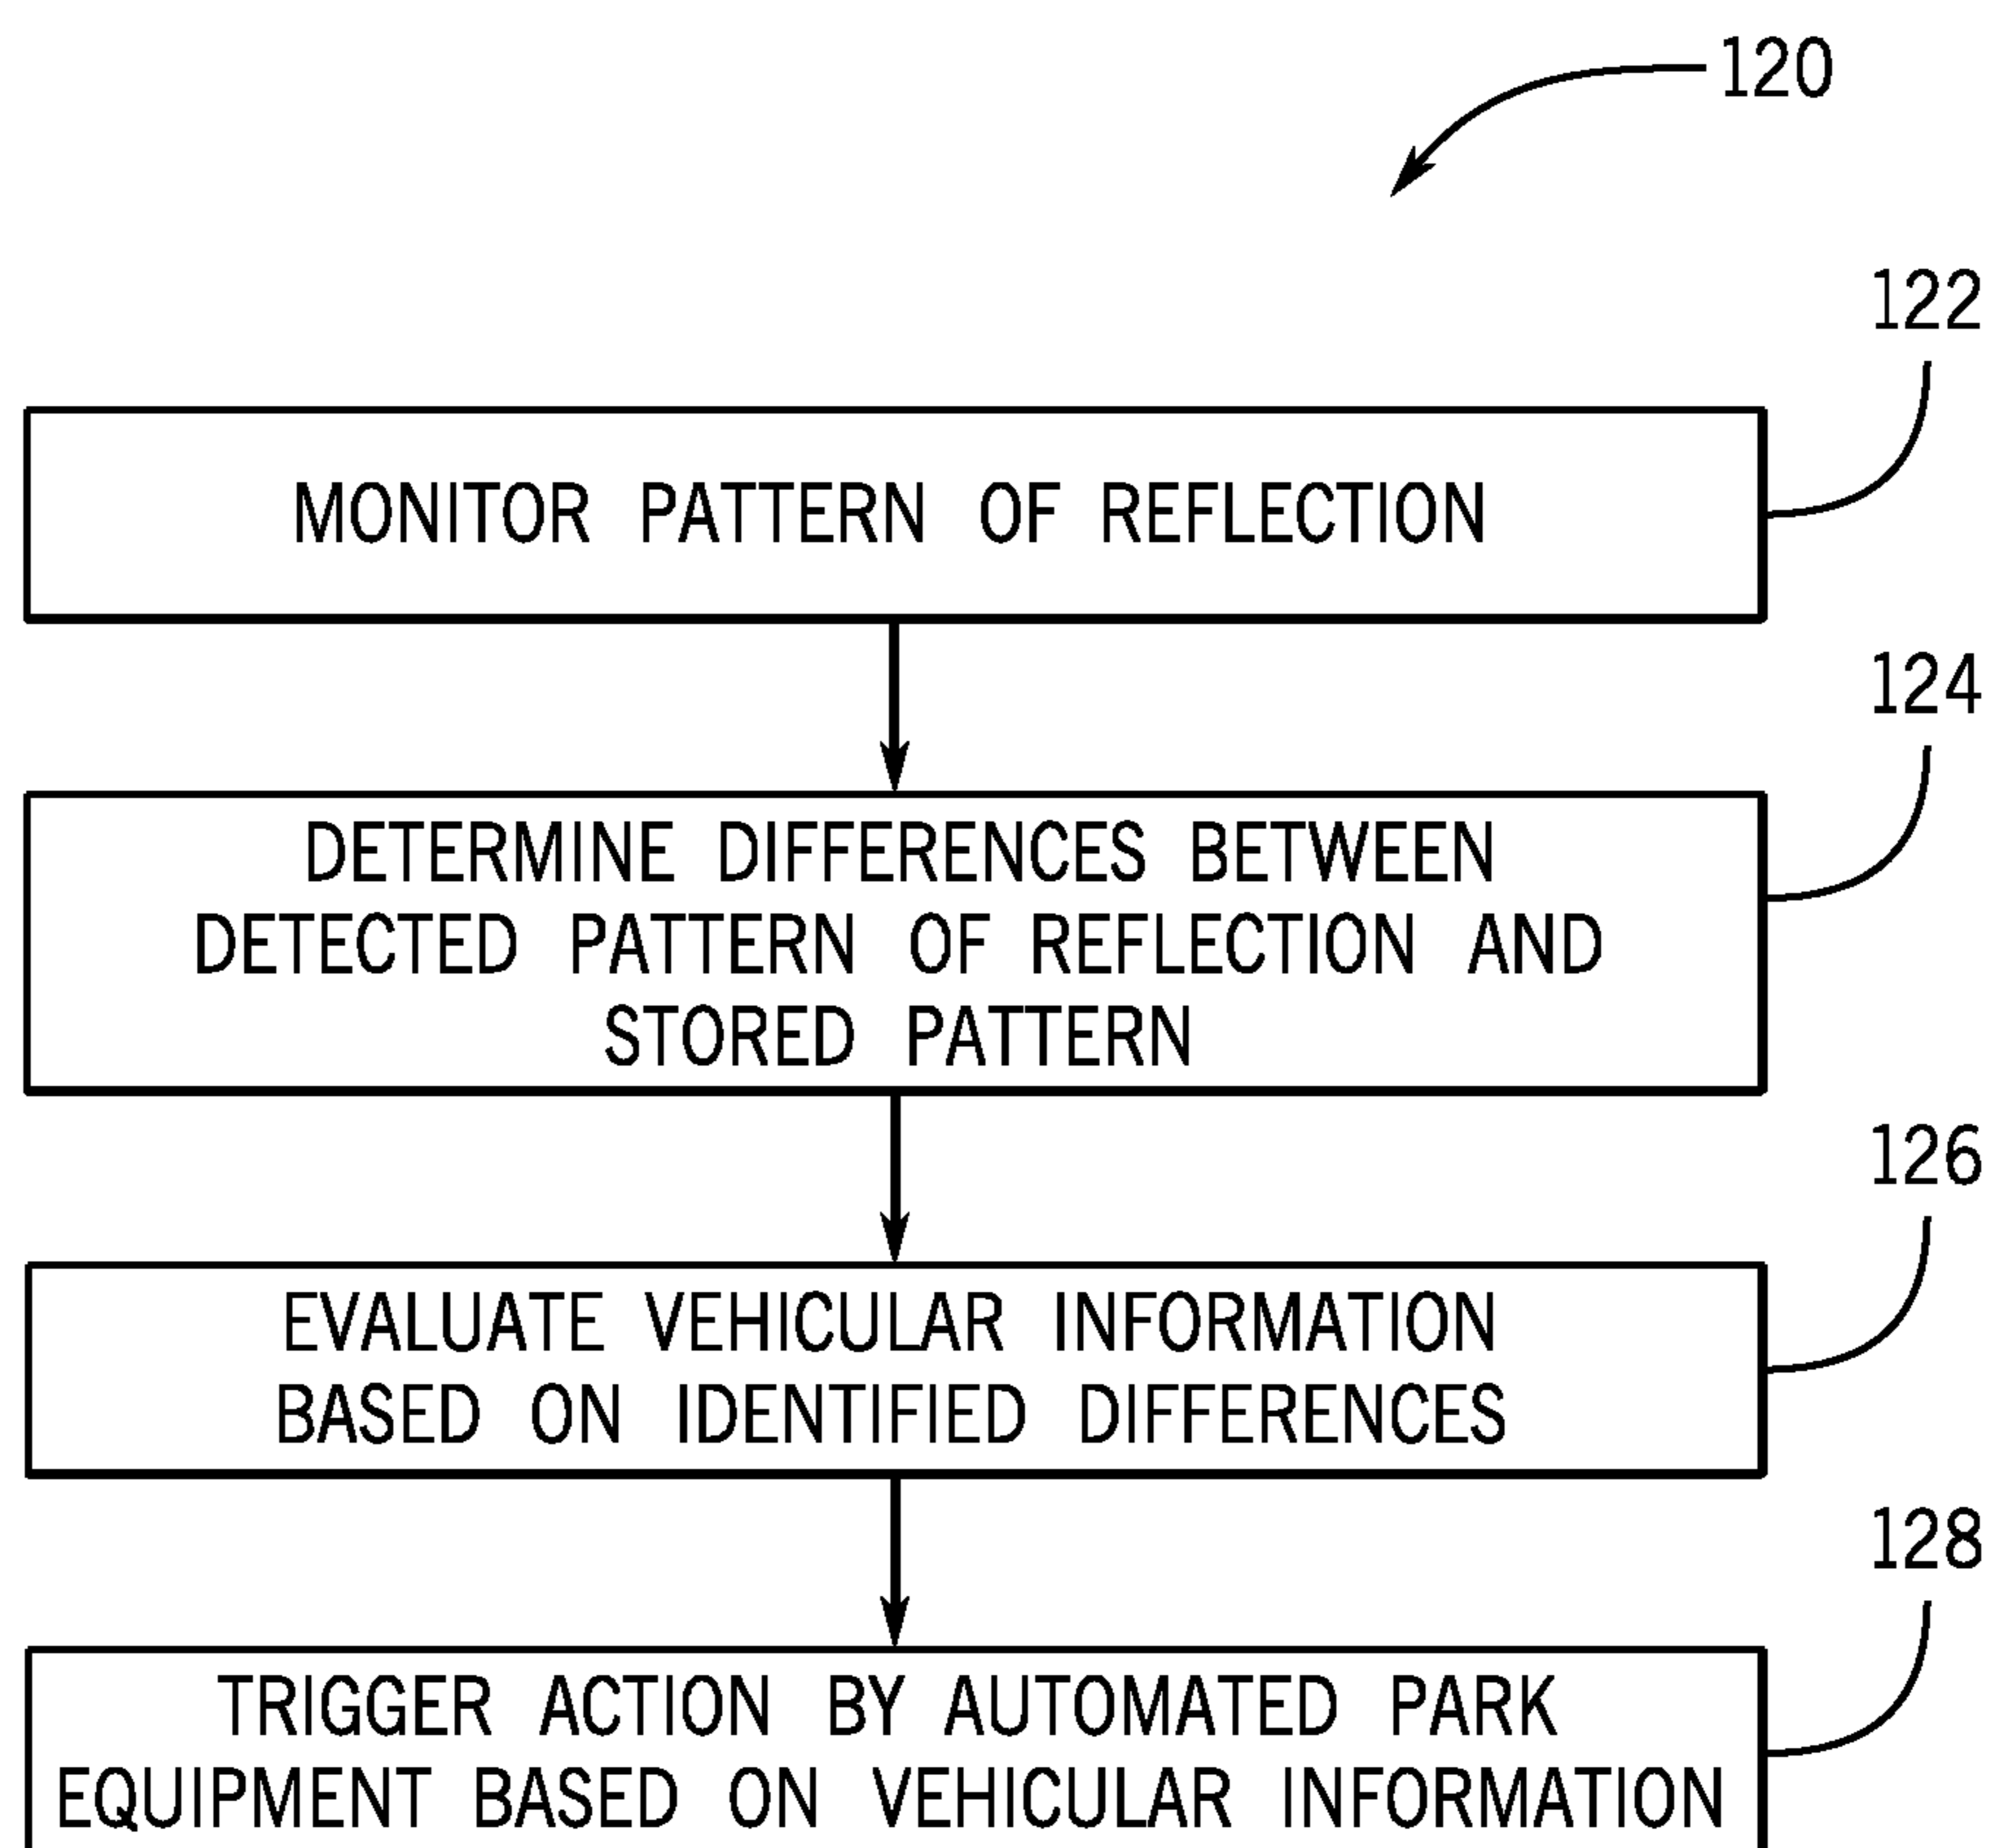 120
122
MONITOR PATTERN OF REFLECTION
124
DETERMINE DIFFERENCES BETWEEN
DETECTED PATTERN OF REFLECTION AND
STORED PATTERN
126
EVALUATE VEHICULAR INFORMATION
BASED ON IDENTIFIED DIFFERENCES
128
TRIGGER ACTION BY AUTOMATED PARK
EQUIPMENT BASED ON VEHICULAR INFORMATION